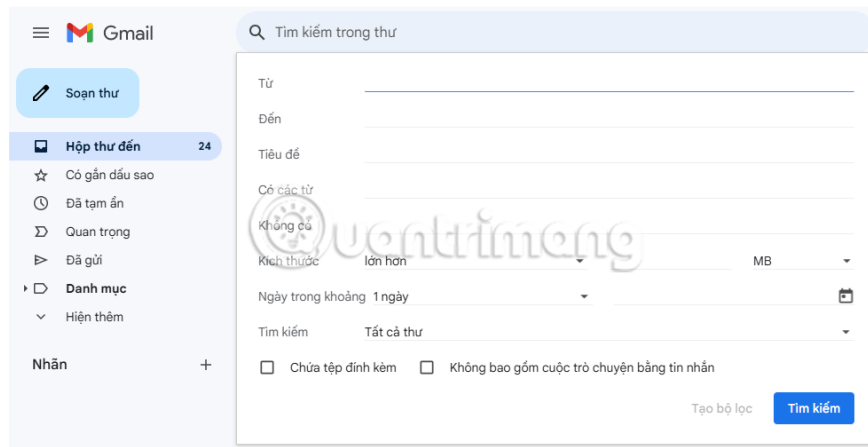 Gmail
Tìm kiếm trong thư
Soạn thư
Hộp thư đến 24
Có gắn dấu sao
Đã tạm ẩn
Quan trọng
Đã gửi
Danh mục
Hiện thêm
Nhãn
Từ
Đến
Tiêu đề
Có các từ
Không có
Kích thước lớn hơn MB
Ngày trong khoảng 1 ngày
Tìm kiếm Tất cả thư
Chứa tệp đính kèm Không bao gồm cuộc trò chuyện bằng tin nhắn
Tạo bộ lọc Tìm kiếm
Quantrimang